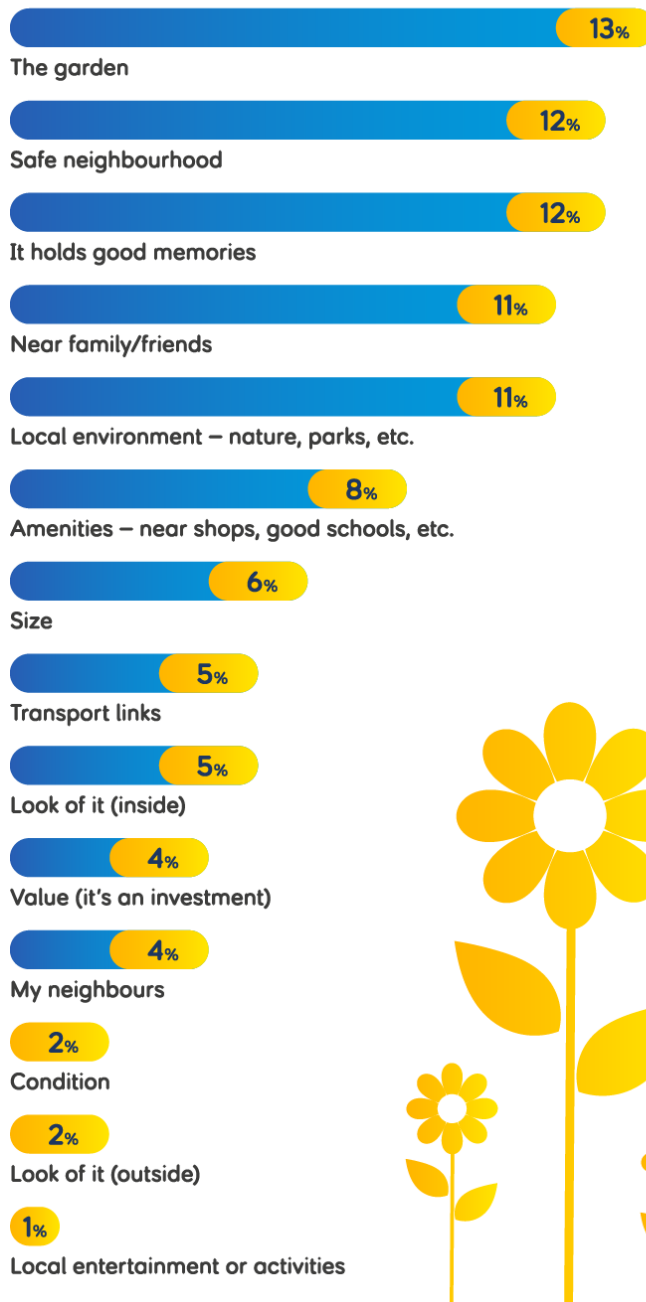 13%
The garden
12%
Safe neighbourhood
12%
It holds good memories
11%
Near family/friends
11%
Local environment – nature, parks, etc.
8%
Amenities – near shops, good schools, etc.
6%
Size
5%
Transport links
5%
Look of it (inside)
4%
Value (it's an investment)
4%
My neighbours
2%
Condition
2%
Look of it (outside)
1%
Local entertainment or activities